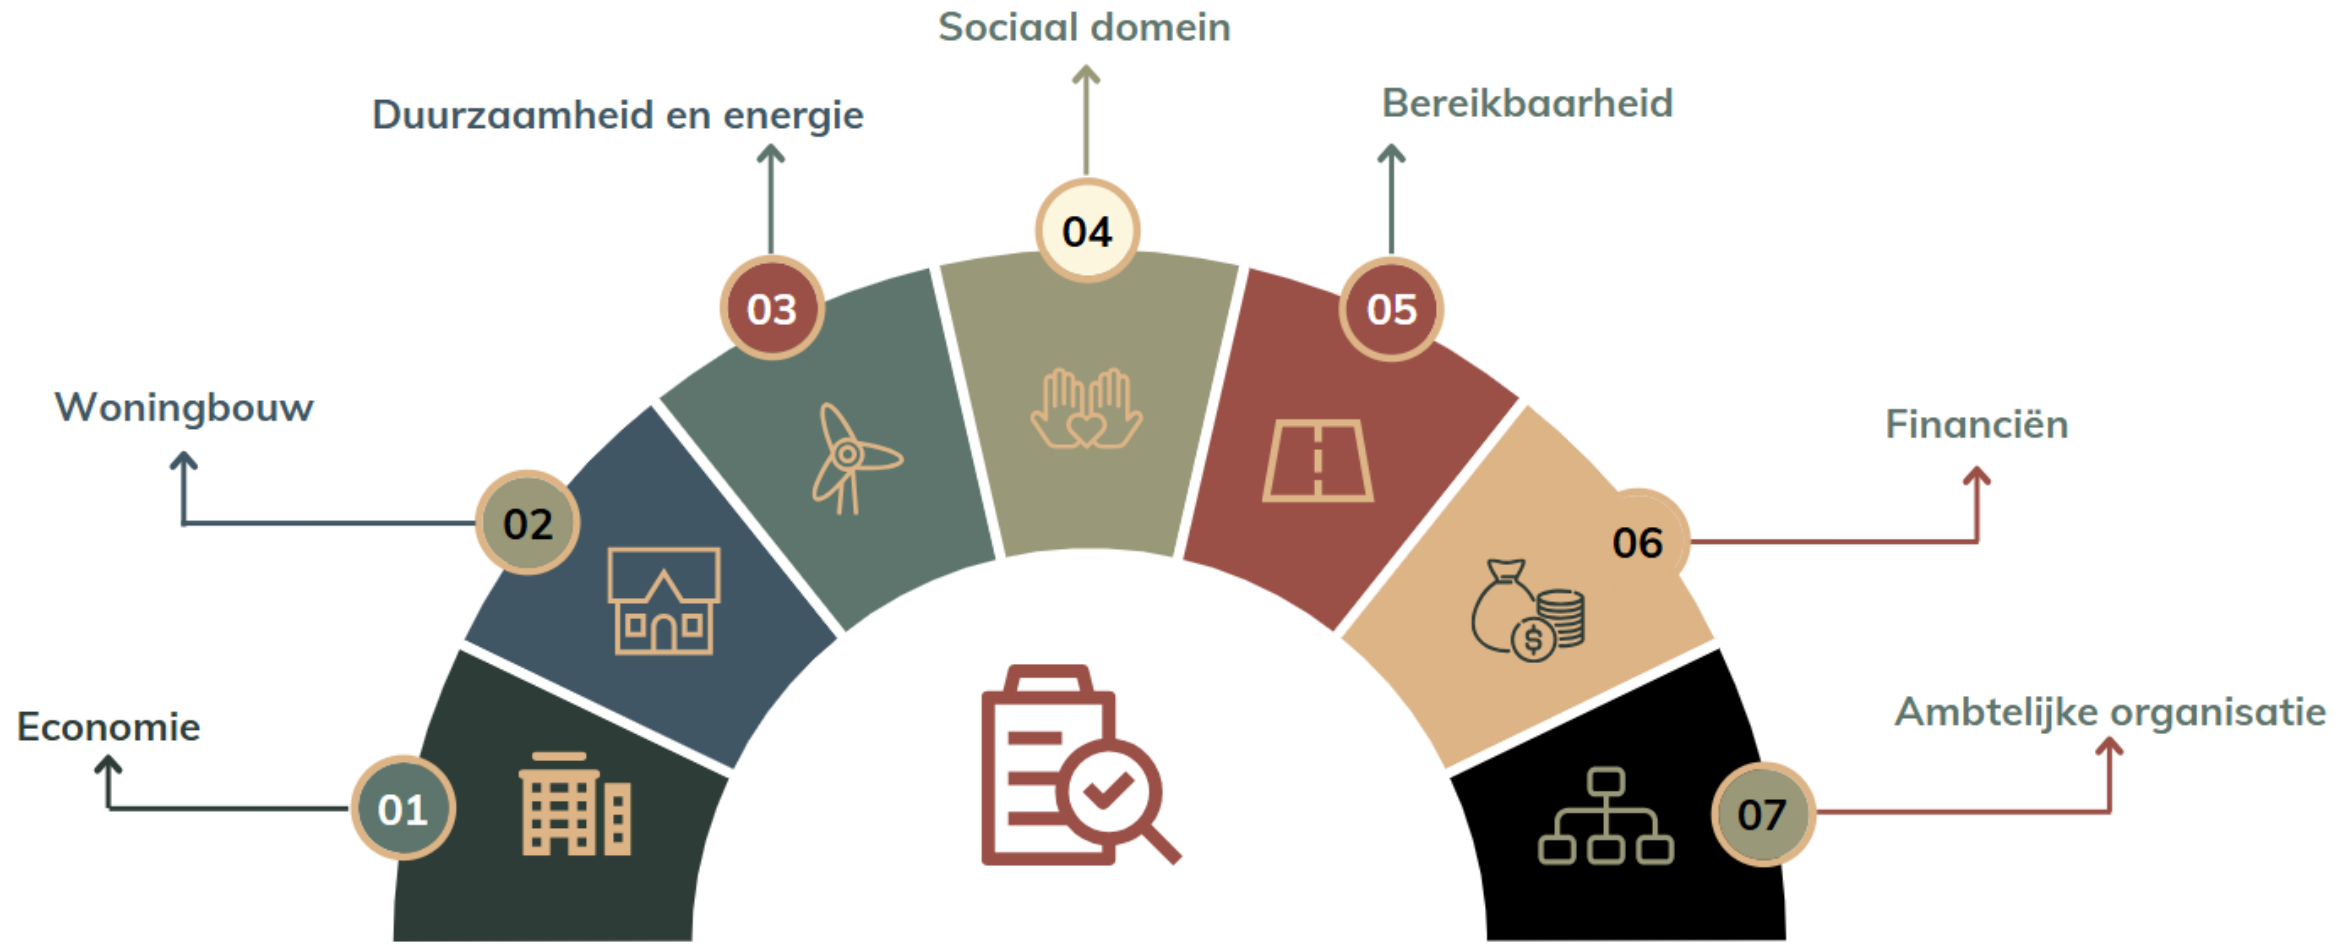 Economie
01
Woningbouw
02
Duurzaamheid en energie
03
Sociaal domein
04
Bereikbaarheid
05
Financiën
06
$
Ambtelijke organisatie
07